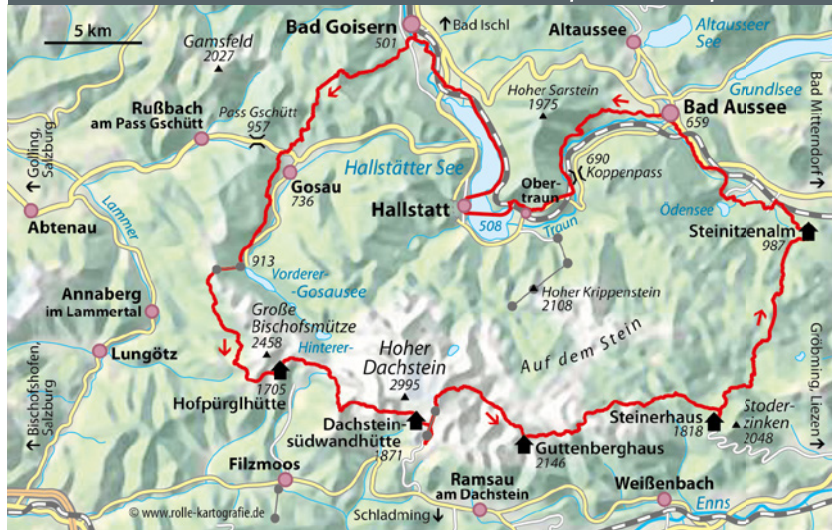 5 km
Bad Goisern
501
↑ Bad Ischl
Altaussee
Altausseer
See
Gamsfeld
2027
Hoher Sarstein
1975
Grundlsee
Bad Mitterndorf →
Rußbach
am Pass Gschütt
Pass Gschütt
957
Bad Aussee
659
← Golling,
Salzburg
Hallstätter See
690
Koppenpass
Gosau
736
Ober-
traun
Lammer
Hallstatt
508
Traun
Ödensee
Abtenau
Steinitzenalm
987
913
Vorderer-
-Gosausee
Annaberg
im Lammertal
Große
Bischofsmütze
2458
Hoher Krippenstein
2108
Hinterer-
Hoher
Dachstein
2995
Auf dem Stein
Lungötz
← Bischofshofen,
Salzburg
Gröbming, Liezen →
1705
Hofpürglhütte
Dachstein-
südwandhütte
1871
Steinerhaus
1818
Stoder-
zinken
2048
Guttenberghaus
2146
Filzmoos
Ramsau
am Dachstein
Weißenbach
Enns
© www.rolle-kartografie.de
Schladming ↓